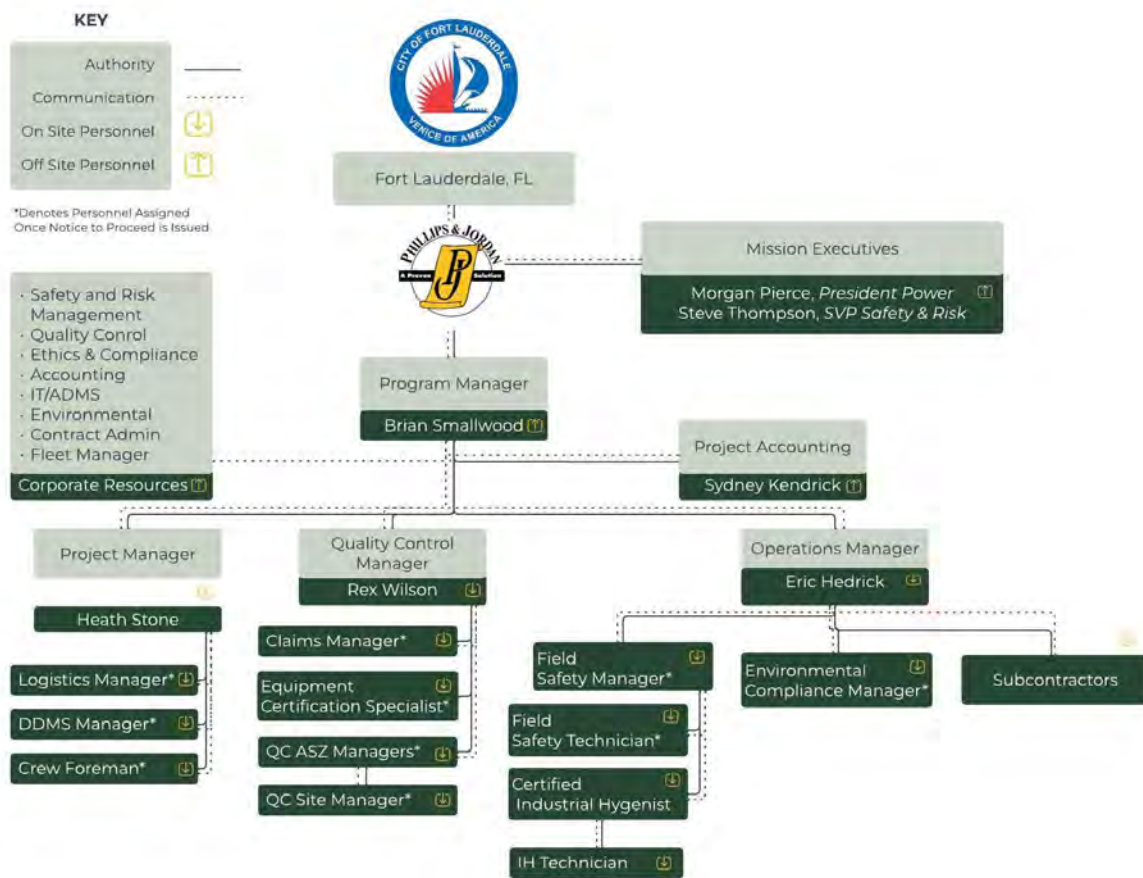 KEY
Authority
Communication
On Site Personnel
Off Site Personnel
*Denotes Personnel Assigned
Once Notice to Proceed is Issued
CITY OF FORT LAUDERDALE
VENICE OF AMERICA
Fort Lauderdale, FL
PHILLIPS & JORDAN
PJ
A Proven Solution
Mission Executives
Morgan Pierce, President Power
Steve Thompson, SVP Safety & Risk
· Safety and Risk
Management
· Quality Conrol
· Ethics & Compliance
· Accounting
· IT/ADMS
· Environmental
· Contract Admin
· Fleet Manager
Corporate Resources
Program Manager
Brian Smallwood
Project Accounting
Sydney Kendrick
Project Manager
Heath Stone
Logistics Manager*
DDMS Manager*
Crew Foreman*
Quality Control
Manager
Rex Wilson
Claims Manager*
Equipment
Certification Specialist*
QC ASZ Managers*
QC Site Manager*
Operations Manager
Eric Hedrick
Field
Safety Manager*
Field
Safety Technician*
Certified
Industrial Hygenist
IH Technician
Environmental
Compliance Manager*
Subcontractors